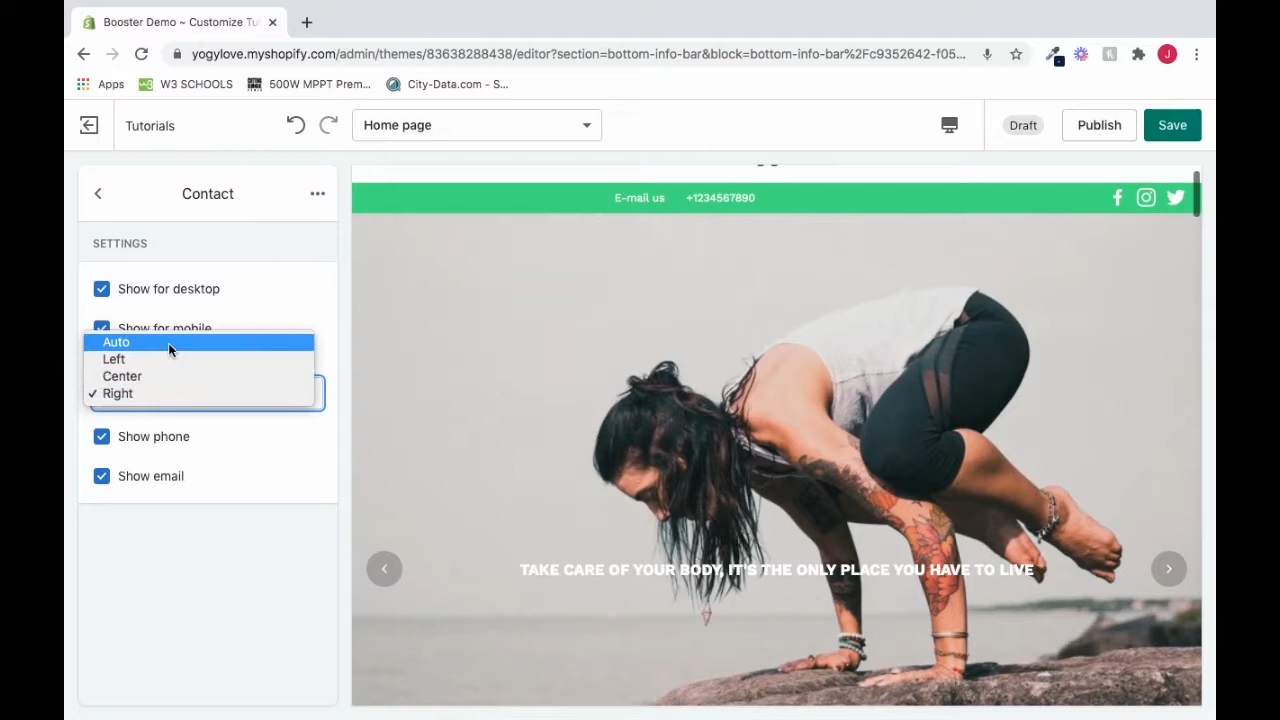 Booster Demo ~ Customize Tu
yogylove.myshopify.com/admin/themes/83638288438/editor?section=bottom-info-bar&block=bottom-info-bar%2Fc9352642-f05...
J
Apps W3 SCHOOLS 500W MPPT Prem... City-Data.com - S...
Tutorials
Home page
Draft
Publish
Save
Contact
SETTINGS
Show for desktop
Show for mobile
Auto
Left
Center
Right
Show phone
Show email
E-mail us +1234567890
TAKE CARE OF YOUR BODY, IT'S THE ONLY PLACE YOU HAVE TO LIVE